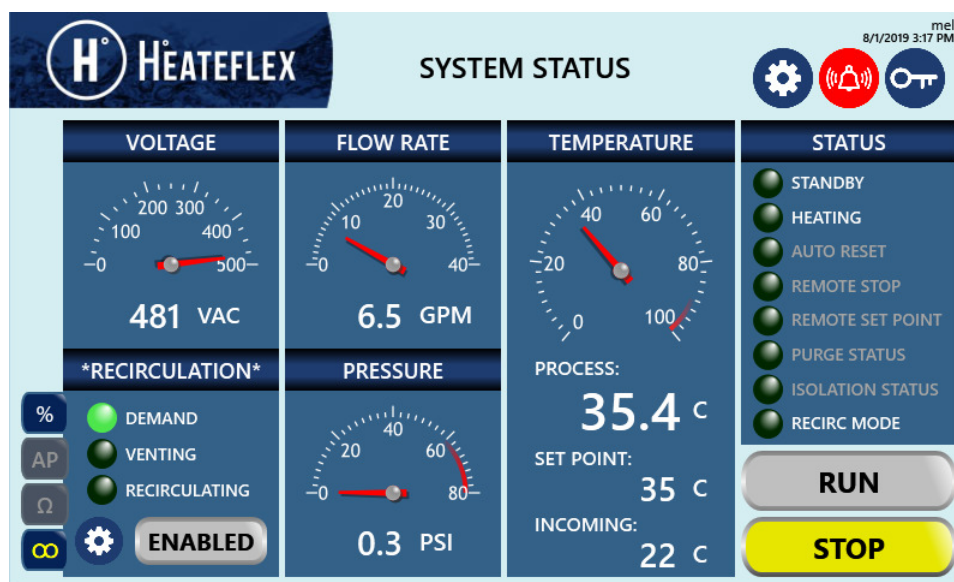 H° HEATEFLEX
SYSTEM STATUS
mel
8/1/2019 3:17 PM
VOLTAGE
0 100 200 300 400 500
481 VAC
FLOW RATE
0 10 20 30 40
6.5 GPM
TEMPERATURE
0 20 40 60 80 100
PROCESS:
35.4 C
SET POINT:
35 C
INCOMING:
22 C
STATUS
STANDBY
HEATING
AUTO RESET
REMOTE STOP
REMOTE SET POINT
PURGE STATUS
ISOLATION STATUS
RECIRC MODE
*RECIRCULATION*
DEMAND
VENTING
RECIRCULATING
ENABLED
%
AP
Ω
∞
PRESSURE
0 20 40 60 80
0.3 PSI
RUN
STOP